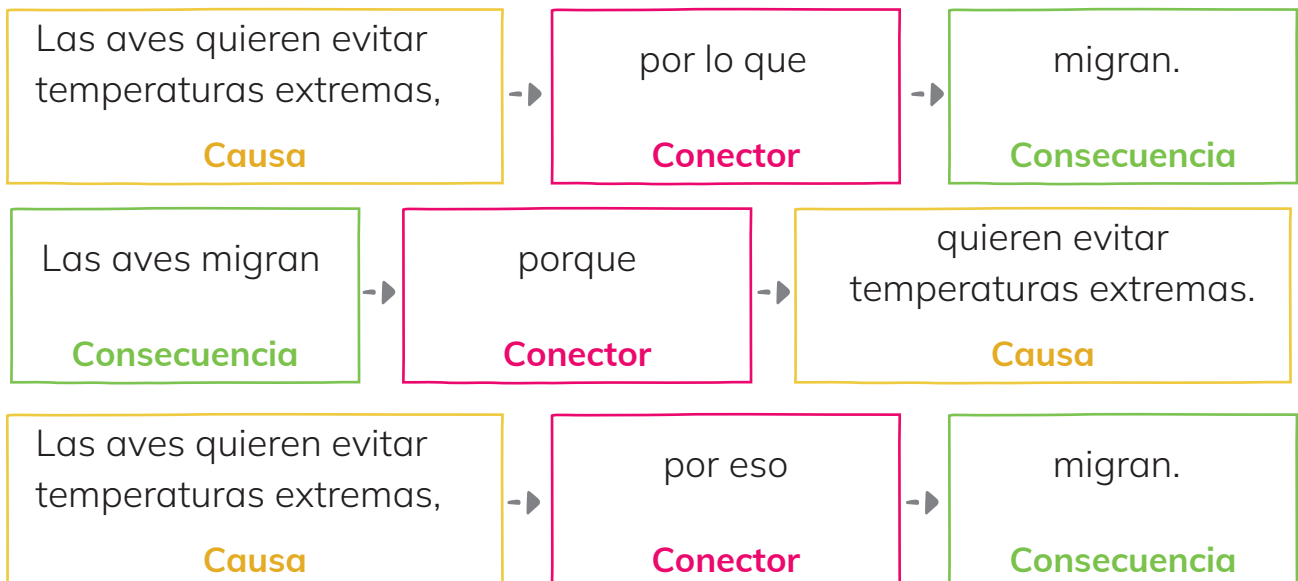 Las aves quieren evitar
temperaturas extremas,
Causa
por lo que
Conector
migran.
Consecuencia
Las aves migran
Consecuencia
porque
Conector
quieren evitar
temperaturas extremas.
Causa
Las aves quieren evitar
temperaturas extremas,
Causa
por eso
Conector
migran.
Consecuencia